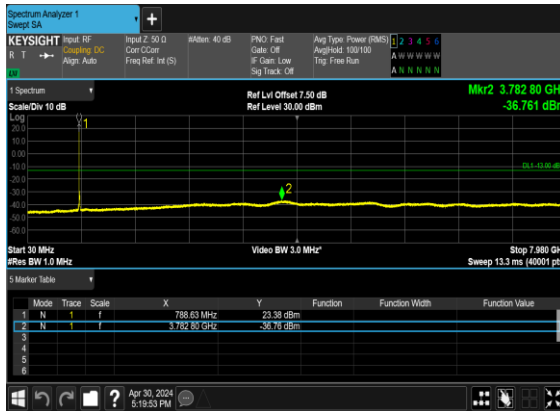 Spectrum Analyzer 1
Swept SA
+
KEYSIGHT Input: RF Input Z: 50 Ω #Atten: 40 dB PNO: Fast Avg Type: Power (RMS) 1 2 3 4 5 6
R T Coupling: DC Corr CCorr Gate: Off Avg|Hold: 100/100 A W W W W W
Align: Auto Freq Ref: Int (S) IF Gain: Low Trig: Free Run
Sig Track: Off A N N N N N
1 Spectrum Ref Lvl Offset 7.50 dB Mkr2 3.782 80 GHz
Scale/Div 10 dB Ref Level 30.00 dBm -36.761 dBm
Log
1
20.0
10.0
0.00
-10.0
DL1 -13.00 dB
-20.0
-30.0
2
-40.0
-50.0
-60.0
Start 30 MHz Video BW 3.0 MHz* Stop 7.980 GH
#Res BW 1.0 MHz Sweep 13.3 ms (40001 pts
5 Marker Table
Mode Trace Scale X Y Function Function Width Function Value
1 N 1 f 788.63 MHz 23.38 dBm
2 N 1 f 3.782 80 GHz -36.76 dBm
3
4
5
6
? Apr 30, 2024
5:19:53 PM